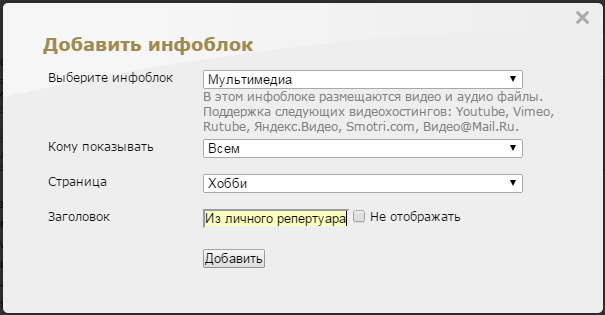 Добавить инфоблок
Выберите инфоблок Мультимедиа
В этом инфоблоке размещаются видео и аудио файлы.
Поддержка следующих видеохостингов: Youtube, Vimeo,
Rutube, Яндекс.Видео, Smotri.com, Видео@Mail.Ru.
Кому показывать Всем
Страница Хобби
Заголовок Из личного репертуара Не отображать
Добавить